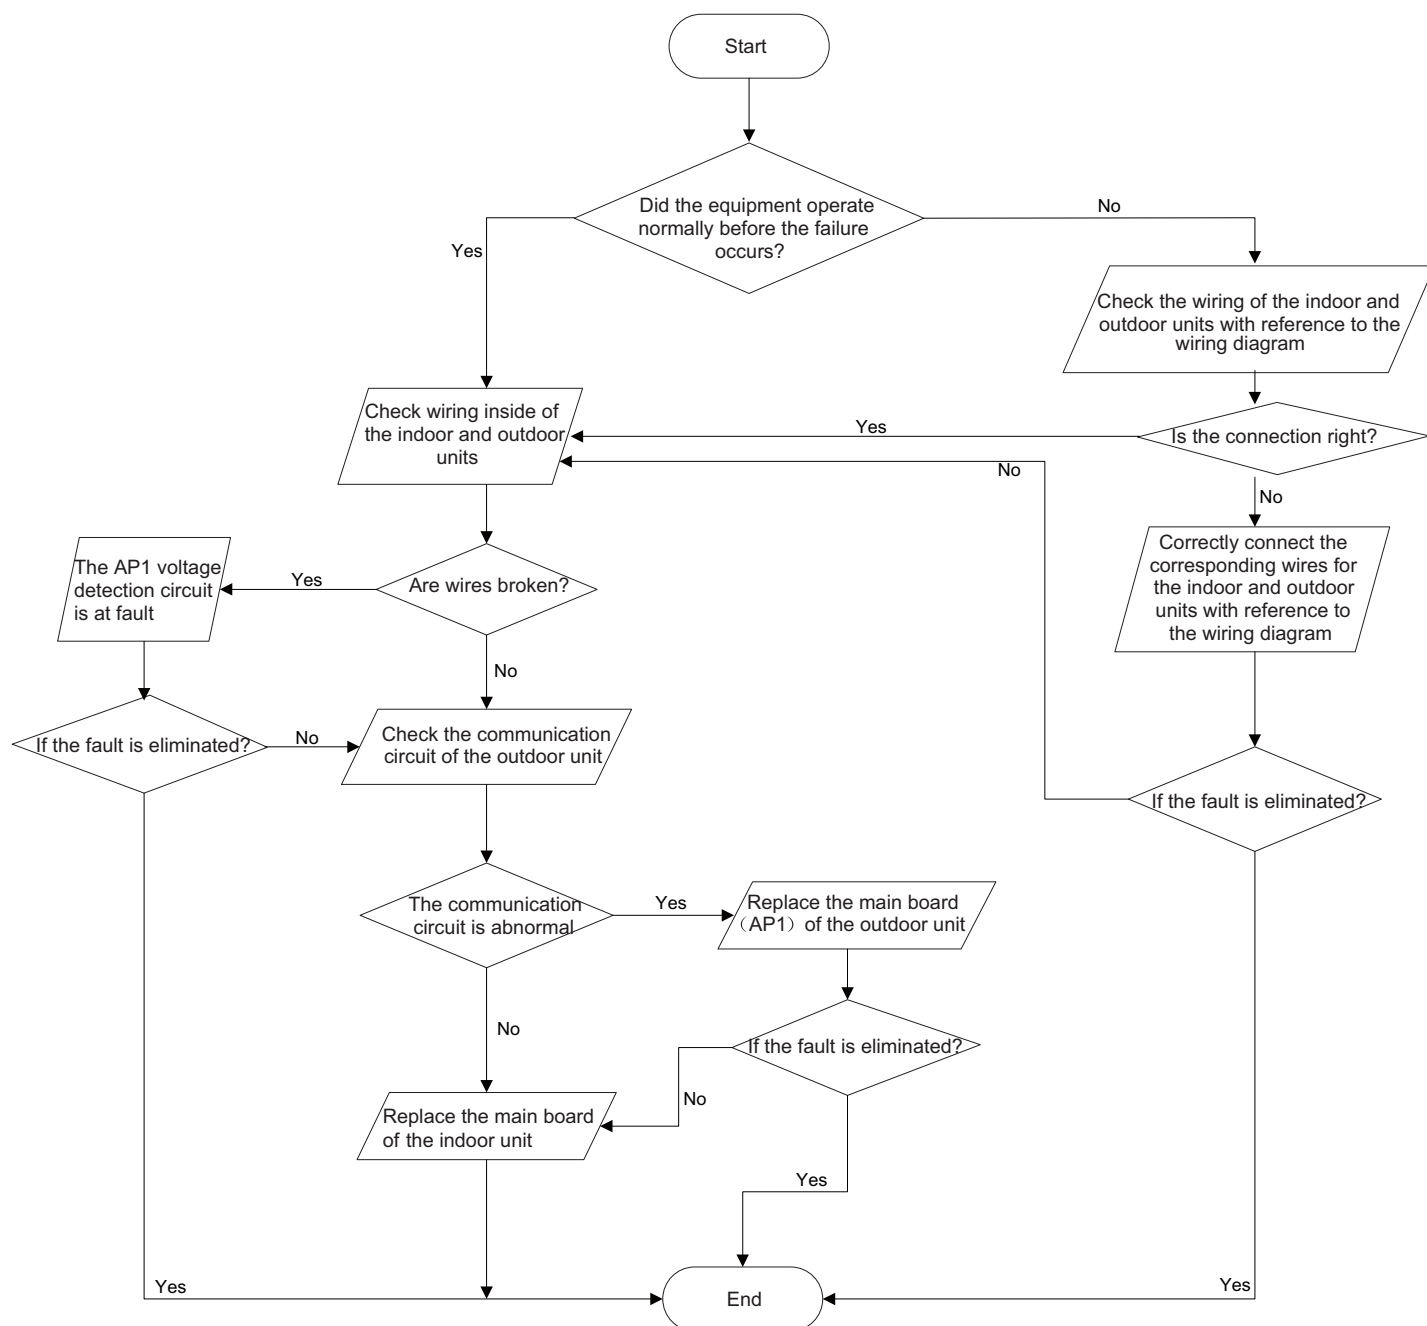 Start
Did the equipment operate
normally before the failure
occurs?
Yes
No
Check the wiring of the indoor and
outdoor units with reference to the
wiring diagram
Check wiring inside of
the indoor and outdoor
units
Yes
Is the connection right?
No
No
Correctly connect the
corresponding wires for
the indoor and outdoor
units with reference to
the wiring diagram
The AP1 voltage
detection circuit
is at fault
Yes
Are wires broken?
No
If the fault is eliminated?
No
Check the communication
circuit of the outdoor unit
If the fault is eliminated?
The communication
circuit is abnormal
Yes
Replace the main board
（AP1）of the outdoor unit
No
If the fault is eliminated?
No
Replace the main board
of the indoor unit
Yes
Yes
Yes
End